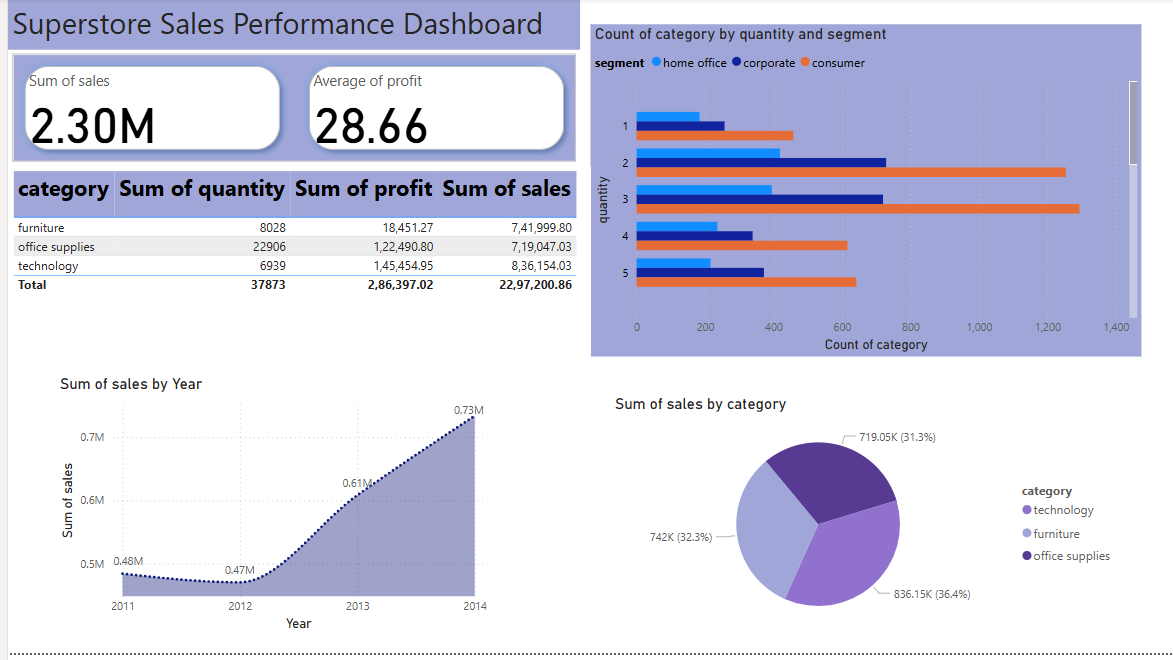 Superstore Sales Performance Dashboard
Sum of sales
2.30M
Average of profit
28.66
category Sum of quantity Sum of profit Sum of sales
furniture 8028 18,451.27 7,41,999.80
office supplies 22906 1,22,490.80 7,19,047.03
technology 6939 1,45,454.95 8,36,154.03
Total 37873 2,86,397.02 22,97,200.86
Count of category by quantity and segment
segment home office corporate consumer
quantity
1
2
3
4
5
0 200 400 600 800 1,000 1,200 1,400
Count of category
Sum of sales by Year
Sum of sales
0.7M
0.6M
0.5M
0.48M
0.47M
0.61M
0.73M
2011 2012 2013 2014
Year
Sum of sales by category
719.05K (31.3%)
742K (32.3%)
836.15K (36.4%)
category
technology
furniture
office supplies